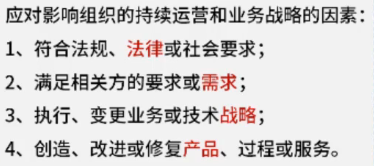 应对影响组织的持续运营和业务战略的因素：
1、符合法规、法律或社会要求；
2、满足相关方的要求或需求；
3、执行、变更业务或技术战略；
4、创造、改进或修复产品、过程或服务。